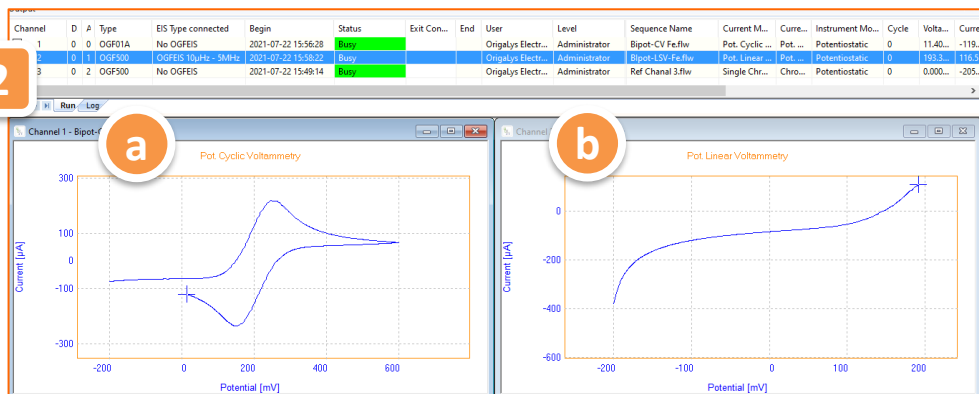 Channel D A Type EIS Type connected Begin Status Exit Con... End User Level Sequence Name Current M... Curre... Instrument Mo... Cycle Volta... Curre
1 0 0 OGF01A No OGFEIS 2021-07-22 15:56:28 Busy OrigaLys Electr... Administrator Bipot-CV Fe.flw Pot. Cyclic ... Pot. ... Potentiostatic 0 11.40... -119...
2 0 1 OGF500 OGFEIS 10µHz - 5MHz 2021-07-22 15:58:22 Busy OrigaLys Electr... Administrator BIpot-LSV-Fe.flw Pot. Linear ... Pot. ... Potentiostatic 0 193.3... 116.5
3 0 2 OGF500 No OGFEIS 2021-07-22 15:49:14 Busy OrigaLys Electr... Administrator Ref Chanal 3.flw Single Chr... Chro... Potentiostatic 0 0.000... -205...
2
Run Log
Channel 1 - Bipot-C
a
Pot. Cyclic Voltammetry
300
100
0
-100
-300
Current [µA]
-200 0 200 400 600
Potential [mV]
Channel
b
Pot. Linear Voltammetry
0
-200
-400
-600
Current [µA]
-200 -100 0 100 200
Potential [mV]